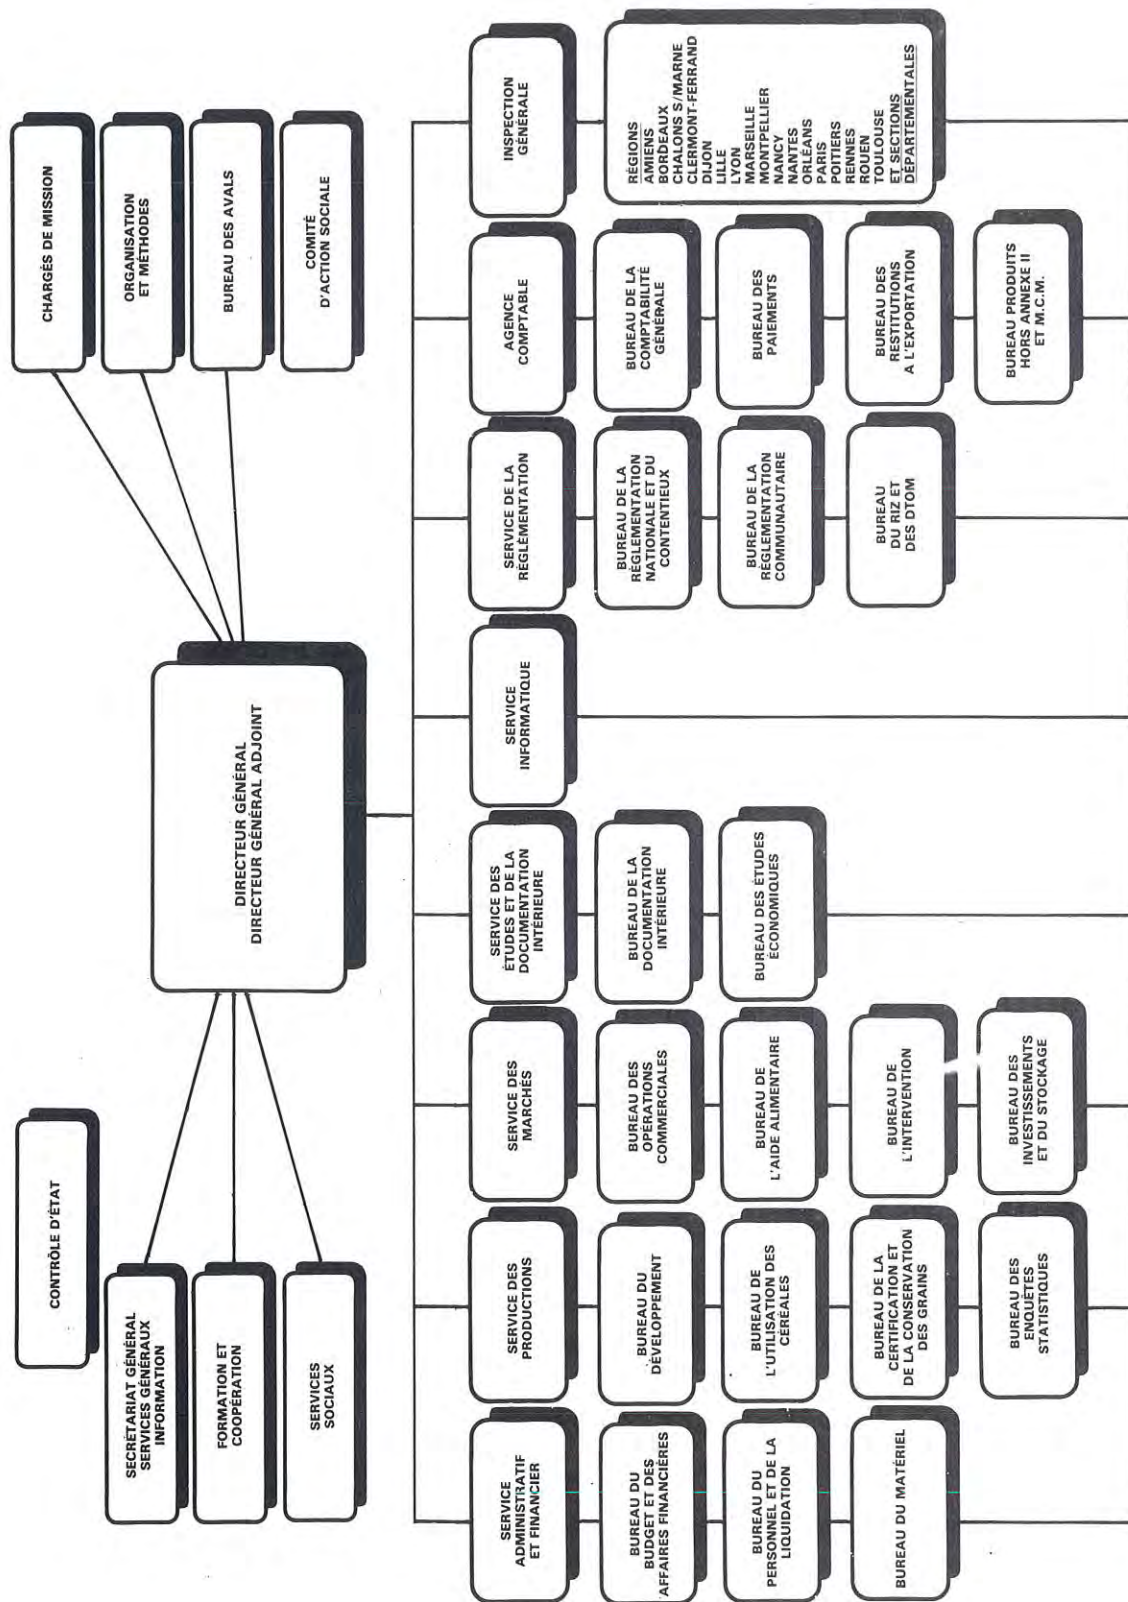 CONTRÔLE D'ÉTAT
SECRÉTARIAT GÉNÉRAL
SERVICES GÉNÉRAUX
INFORMATION
FORMATION ET
COOPÉRATION
SERVICES
SOCIAUX
DIRECTEUR GÉNÉRAL
DIRECTEUR GÉNÉRAL ADJOINT
CHARGÉS DE MISSION
ORGANISATION
ET MÉTHODES
BUREAU DES AVALS
COMITÉ
D'ACTION SOCIALE
SERVICE
ADMINISTRATIF
ET FINANCIER
BUREAU DU
BUDGET ET DES
AFFAIRES FINANCIÈRES
BUREAU DU
PERSONNEL ET DE LA
LIQUIDATION
BUREAU DU MATÉRIEL
SERVICE DES
PRODUCTIONS
BUREAU DU
DÉVELOPPEMENT
BUREAU DE
L'UTILISATION DES
CÉRÉALES
BUREAU DE LA
CERTIFICATION ET
DE LA CONSERVATION
DES GRAINS
BUREAU DES
ENQUÊTES
STATISTIQUES
SERVICE DES
MARCHÉS
BUREAU DES
OPÉRATIONS
COMMERCIALES
BUREAU DE
L'AIDE ALIMENTAIRE
BUREAU DE
L'INTERVENTION
BUREAU DES
INVESTISSEMENTS
ET DU STOCKAGE
SERVICE DES
ÉTUDES ET DE LA
DOCUMENTATION
INTÉRIEURE
BUREAU DE LA
DOCUMENTATION
INTÉRIEURE
BUREAU DES ÉTUDES
ÉCONOMIQUES
SERVICE
INFORMATIQUE
SERVICE DE LA
RÉGLEMENTATION
BUREAU DE LA
RÉGLEMENTATION
NATIONALE ET DU
CONTENTIEUX
BUREAU DE LA
RÉGLEMENTATION
COMMUNAUTAIRE
BUREAU
DU RIZ ET
DES DTOM
AGENCE
COMPTABLE
BUREAU DE LA
COMPTABILITÉ
GÉNÉRALE
BUREAU DES
PAIEMENTS
BUREAU DES
RESTITUTIONS
A L'EXPORTATION
BUREAU PRODUITS
HORS ANNEXE II
ET M.C.M.
INSPECTION
GÉNÉRALE
RÉGIONS
AMIENS
BORDEAUX
CHALONS S/MARNE
CLERMONT-FERRAND
DIJON
LILLE
LYON
MARSEILLE
MONTPELLIER
NANCY
NANTES
ORLÉANS
PARIS
POITIERS
RENNES
ROUEN
TOULOUSE
ET SECTIONS
DÉPARTEMENTALES